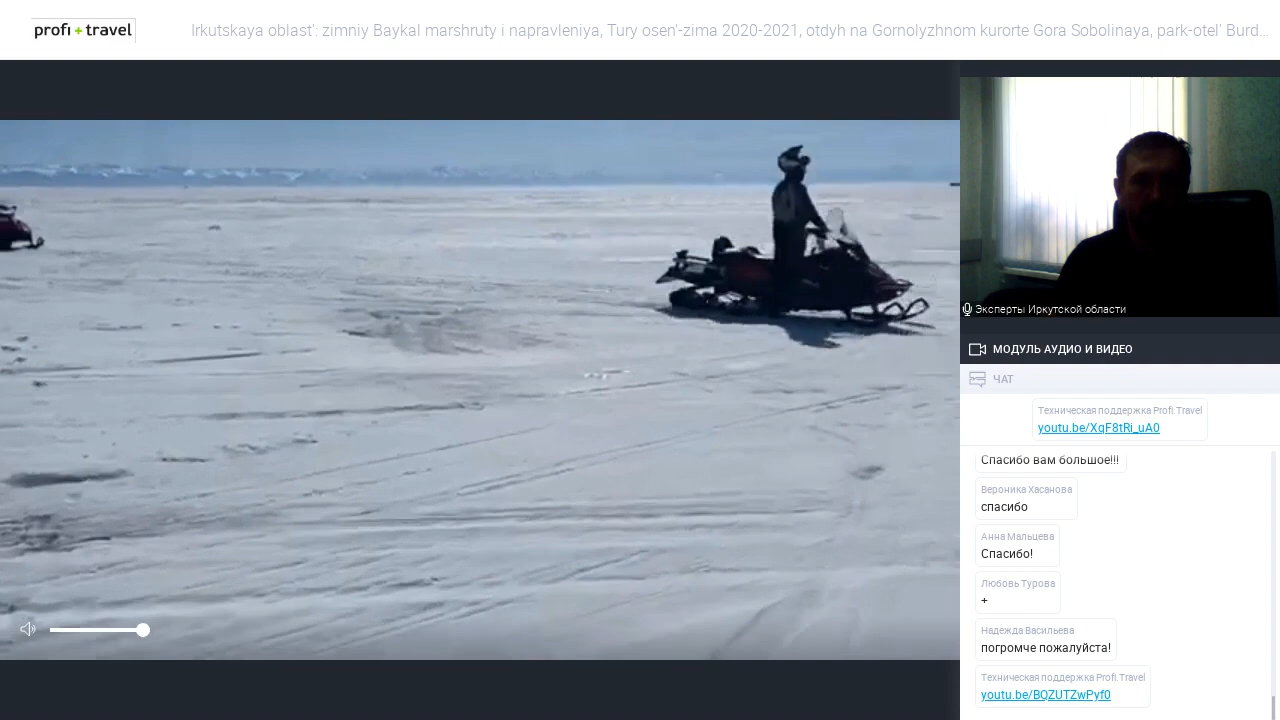 profi + travel
Irkutskaya oblast': zimniy Baykal marshruty i napravleniya, Tury osen'-zima 2020-2021, otdyh na Gornolyzhnom kurorte Gora Sobolinaya, park-otel' Burd...
Эксперты Иркутской области
МОДУЛЬ АУДИО И ВИДЕО
ЧАТ
Техническая поддержка Profi.Travel
youtu.be/XqF8tRi_uA0
Спасибо вам большое!!!
Вероника Хасанова
спасибо
Анна Мальцева
Спасибо!
Любовь Турова
+
Надежда Васильева
погромче пожалуйста!
Техническая поддержка Profi.Travel
youtu.be/BQZUTZwPyf0